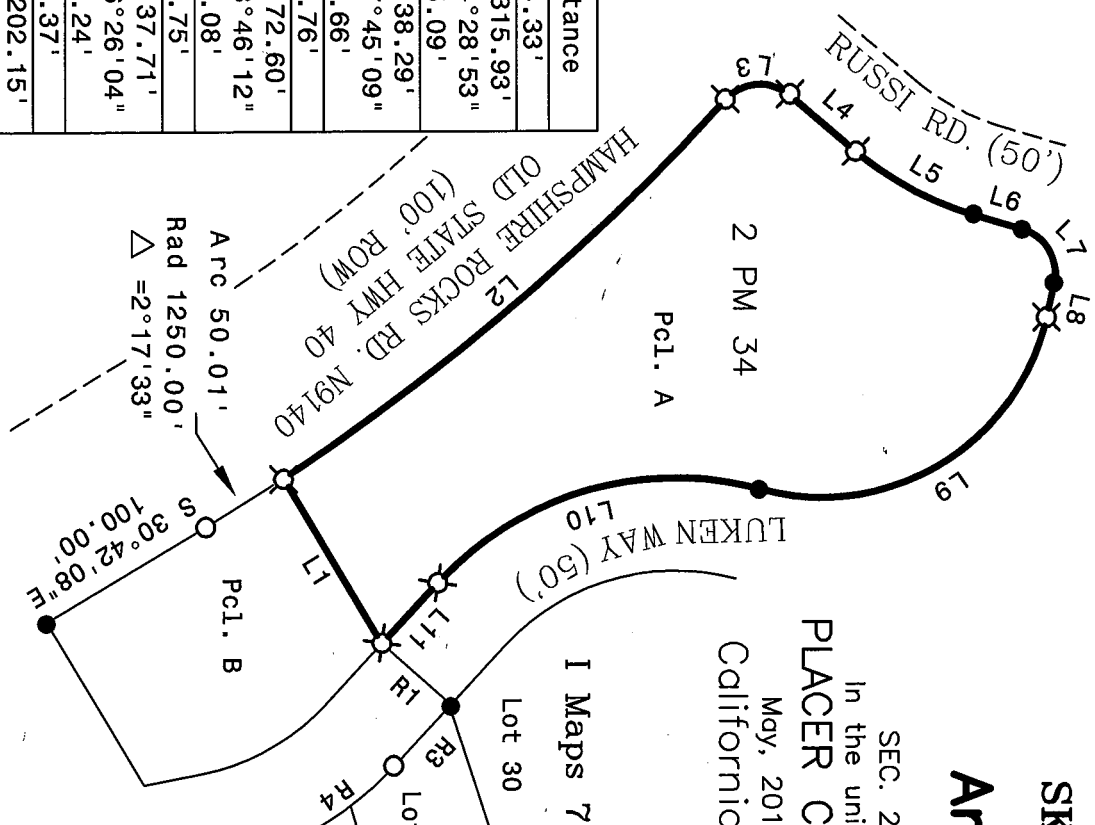 tance
.33'
315.93'
°28'53"
.09'
38.29'
°45'09"
.66'
.76'
72.60'
°46'12"
.08'
.75'
37.71'
°26'04"
.24'
.37'
202.15'
RUSSI RD. (50')
L3
L4
L5
L6
L7
L8
L9
L10
L11
L1
L2
2 PM 34
Pcl. A
HAMPSHIRE ROCKS RD. N9140
OLD STATE HWY 40
(100' ROW)
Arc 50.01'
Rad 1250.00'
△ =2°17'33"
S 30°42'08"E
100.00'
Pcl. B
LUKEN WAY (50')
R1
R3
R4
Lot 30
I Maps 7
SEC. 2
in the uni
PLACER C
May, 201
California